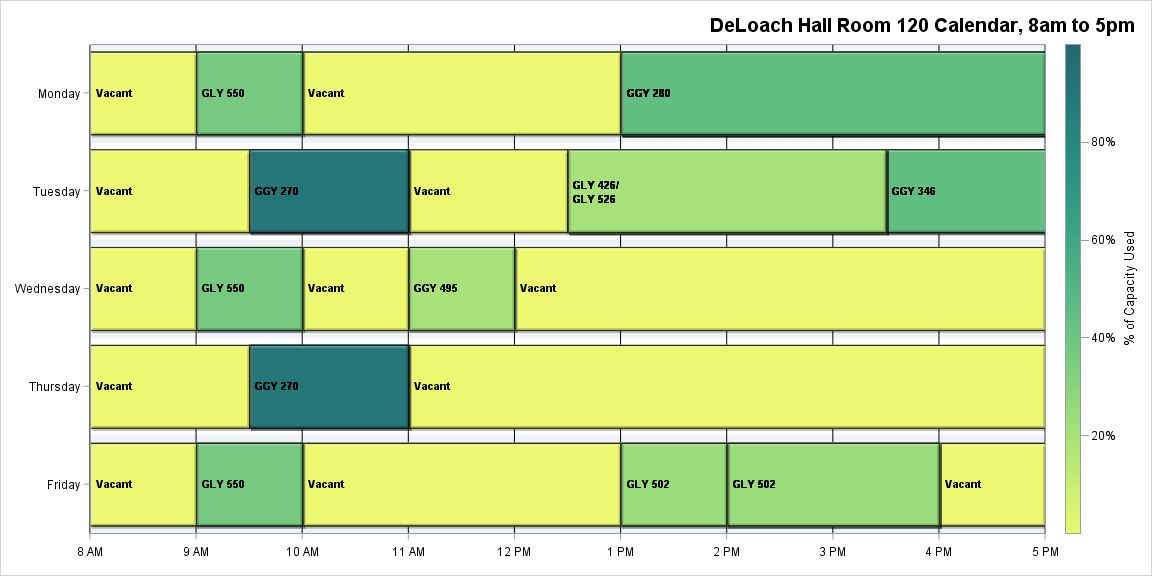 DeLoach Hall Room 120 Calendar, 8am to 5pm
Monday
Vacant
GLY 550
Vacant
GGY 280
Tuesday
Vacant
GGY 270
Vacant
GLY 426/
GLY 526
GGY 346
Wednesday
Vacant
GLY 550
Vacant
GGY 495
Vacant
Thursday
Vacant
GGY 270
Vacant
Friday
Vacant
GLY 550
Vacant
GLY 502
GLY 502
Vacant
8 AM
9 AM
10 AM
11 AM
12 PM
1 PM
2 PM
3 PM
4 PM
5 PM
80%
60%
40%
20%
% of Capacity Used